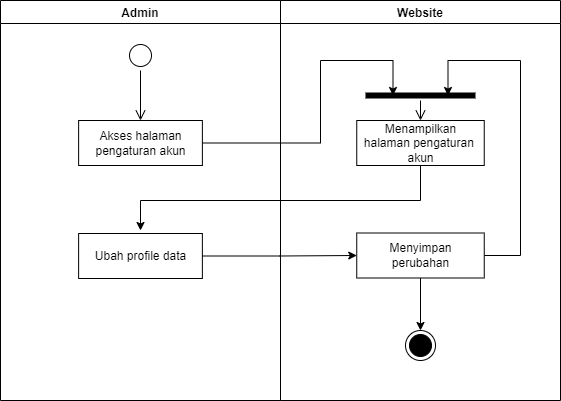 Admin
Website
Akses halaman
pengaturan akun
Menampilkan
halaman pengaturan
akun
Ubah profile data
Menyimpan
perubahan